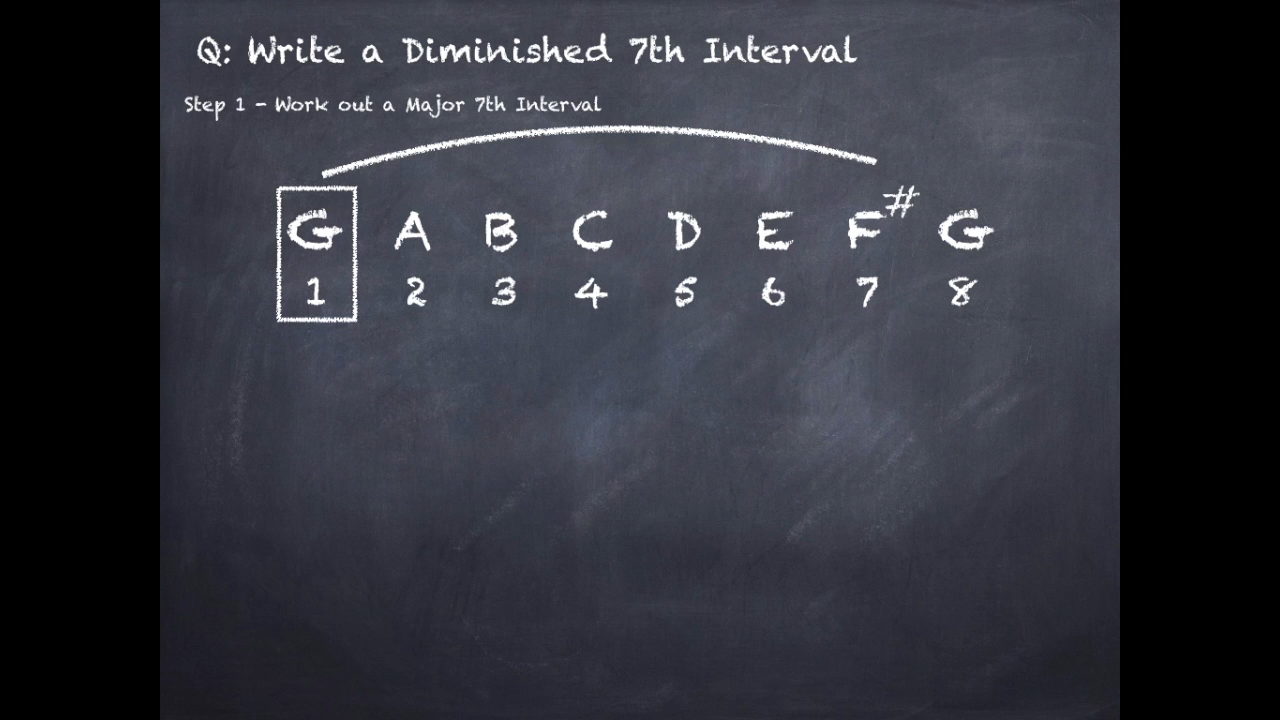 Q: Write a Diminished 7th Interval
Step 1 - Work out a Major 7th Interval
G A B C D E F# G
1 2 3 4 5 6 7 8